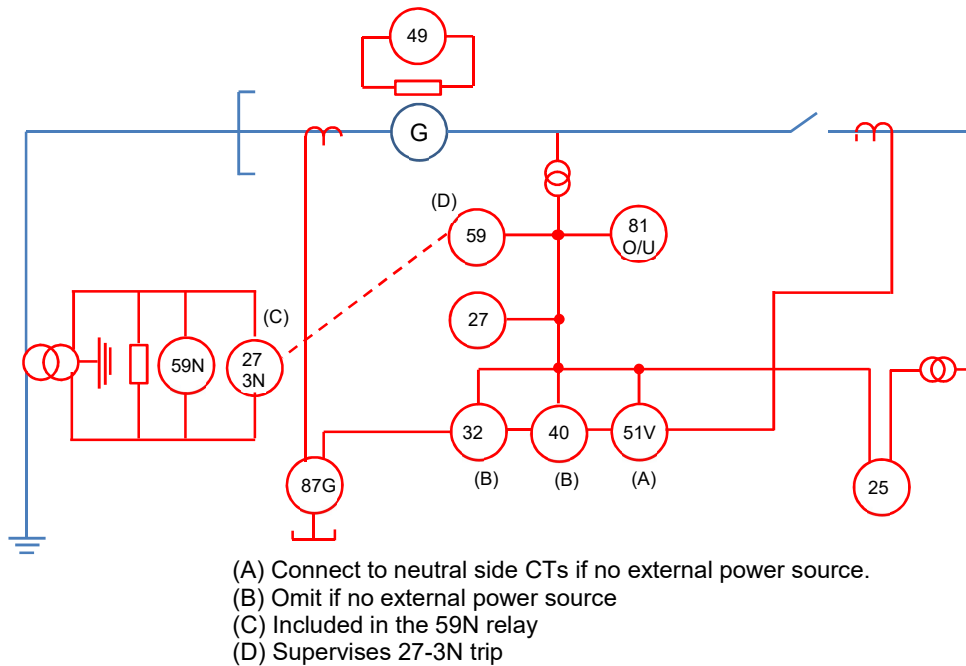 49
G
(D)
59
81
O/U
(C)
27
59N
27
3N
32
40
51V
87G
(B)
(B)
(A)
25
(A) Connect to neutral side CTs if no external power source.
(B) Omit if no external power source
(C) Included in the 59N relay
(D) Supervises 27-3N trip